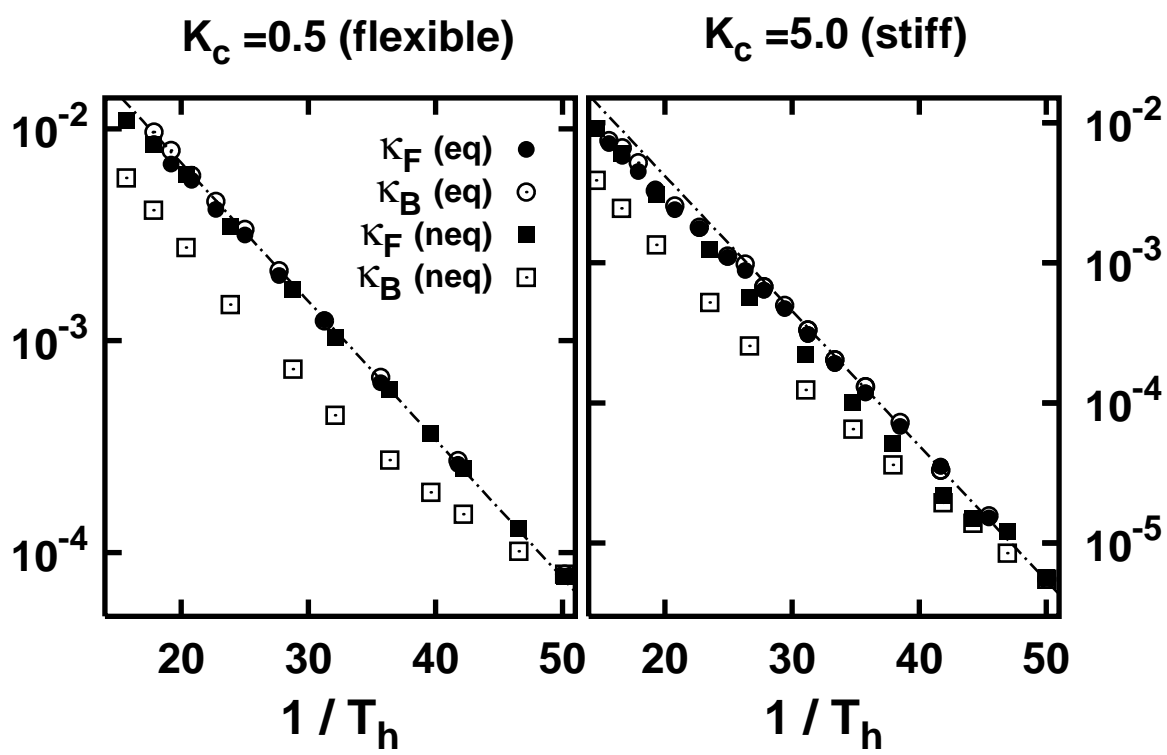 K_c =0.5 (flexible)
K_c =5.0 (stiff)
10^-2
10^-3
10^-4
κ_F (eq)
κ_B (eq)
κ_F (neq)
κ_B (neq)
10^-2
10^-3
10^-4
10^-5
20 30 40 50
20 30 40 50
1 / T_h
1 / T_h